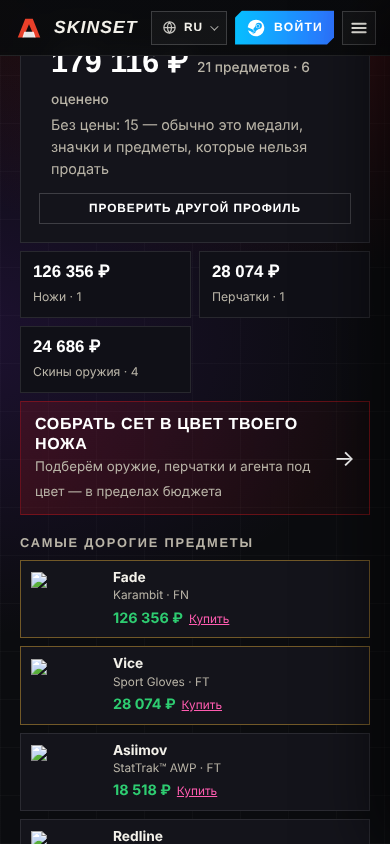 SKINSET
RU
ВОЙТИ
179 116 ₽ 21 предметов · 6
оценено
Без цены: 15 — обычно это медали,
значки и предметы, которые нельзя
продать
ПРОВЕРИТЬ ДРУГОЙ ПРОФИЛЬ
126 356 ₽
Ножи · 1
28 074 ₽
Перчатки · 1
24 686 ₽
Скины оружия · 4
СОБРАТЬ СЕТ В ЦВЕТ ТВОЕГО
НОЖА
Подберём оружие, перчатки и агента под
цвет — в пределах бюджета
САМЫЕ ДОРОГИЕ ПРЕДМЕТЫ
Fade
Karambit · FN
126 356 ₽ Купить
Vice
Sport Gloves · FT
28 074 ₽ Купить
Asiimov
StatTrak™ AWP · FT
18 518 ₽ Купить
Redline